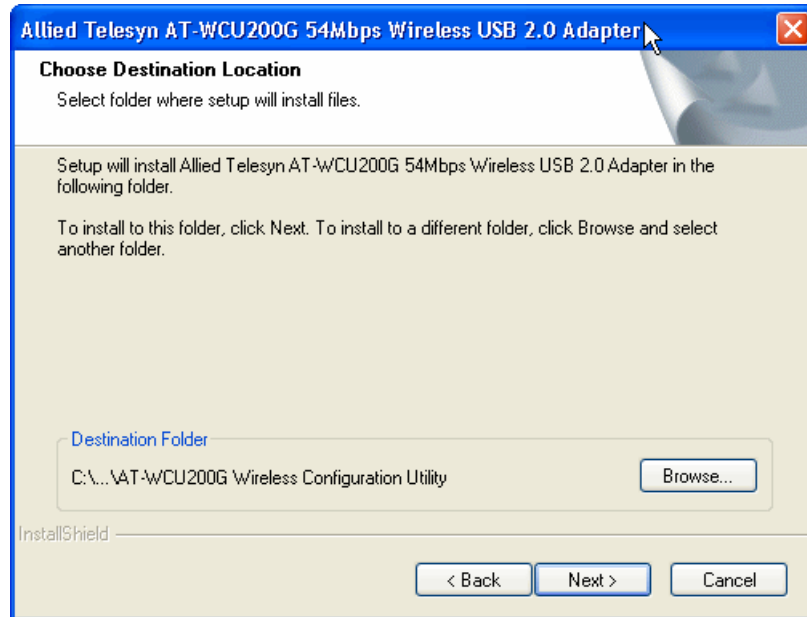 Allied Telesyn AT-WCU200G 54Mbps Wireless USB 2.0 Adapter
Choose Destination Location
Select folder where setup will install files.
Setup will install Allied Telesyn AT-WCU200G 54Mbps Wireless USB 2.0 Adapter in the
following folder.
To install to this folder, click Next. To install to a different folder, click Browse and select
another folder.
Destination Folder
C:\...\AT-WCU200G Wireless Configuration Utility
Browse...
InstallShield
< Back
Next >
Cancel